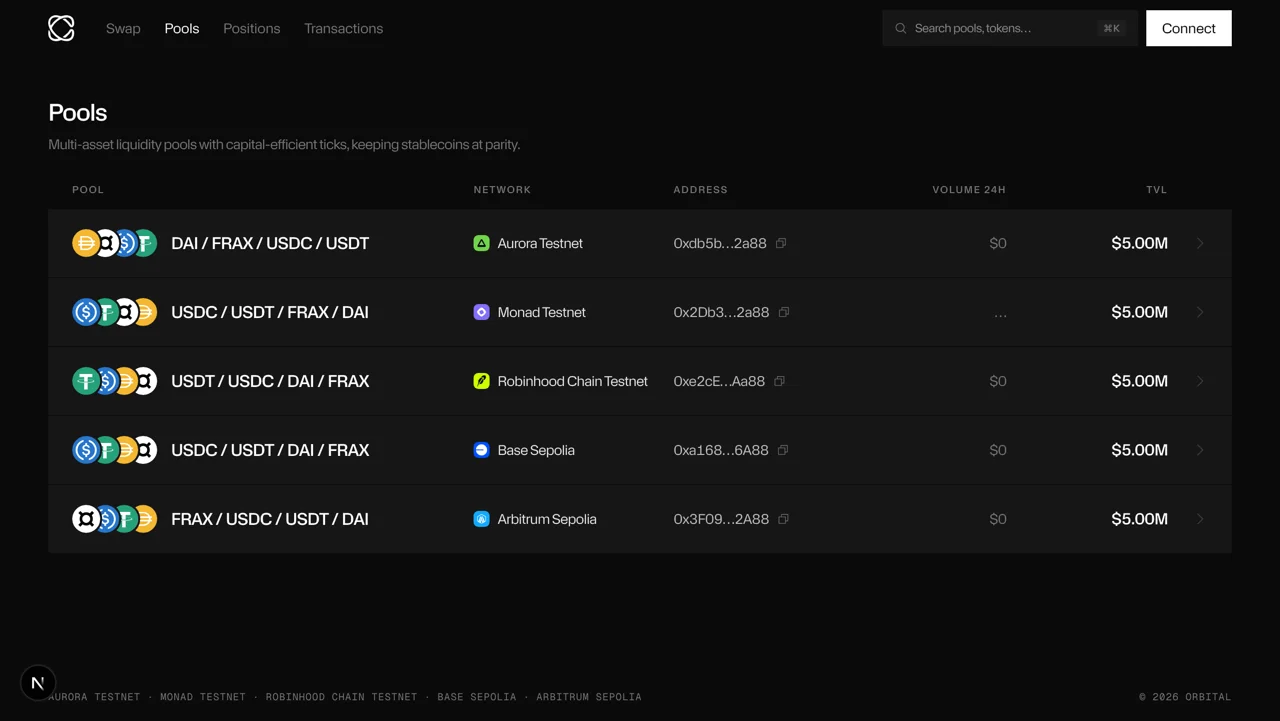 Swap Pools Positions Transactions Search pools, tokens... ⌘K Connect
Pools
Multi-asset liquidity pools with capital-efficient ticks, keeping stablecoins at parity.
POOL NETWORK ADDRESS VOLUME 24H TVL
DAI / FRAX / USDC / USDT Aurora Testnet 0xdb5b...2a88 $0 $5.00M
USDC / USDT / FRAX / DAI Monad Testnet 0x2Db3...2a88 ... $5.00M
USDT / USDC / DAI / FRAX Robinhood Chain Testnet 0xe2cE...Aa88 $0 $5.00M
USDC / USDT / DAI / FRAX Base Sepolia 0xa168...6A88 $0 $5.00M
FRAX / USDC / USDT / DAI Arbitrum Sepolia 0x3F09...2A88 $0 $5.00M
N
AURORA TESTNET · MONAD TESTNET · ROBINHOOD CHAIN TESTNET · BASE SEPOLIA · ARBITRUM SEPOLIA © 2026 ORBITAL